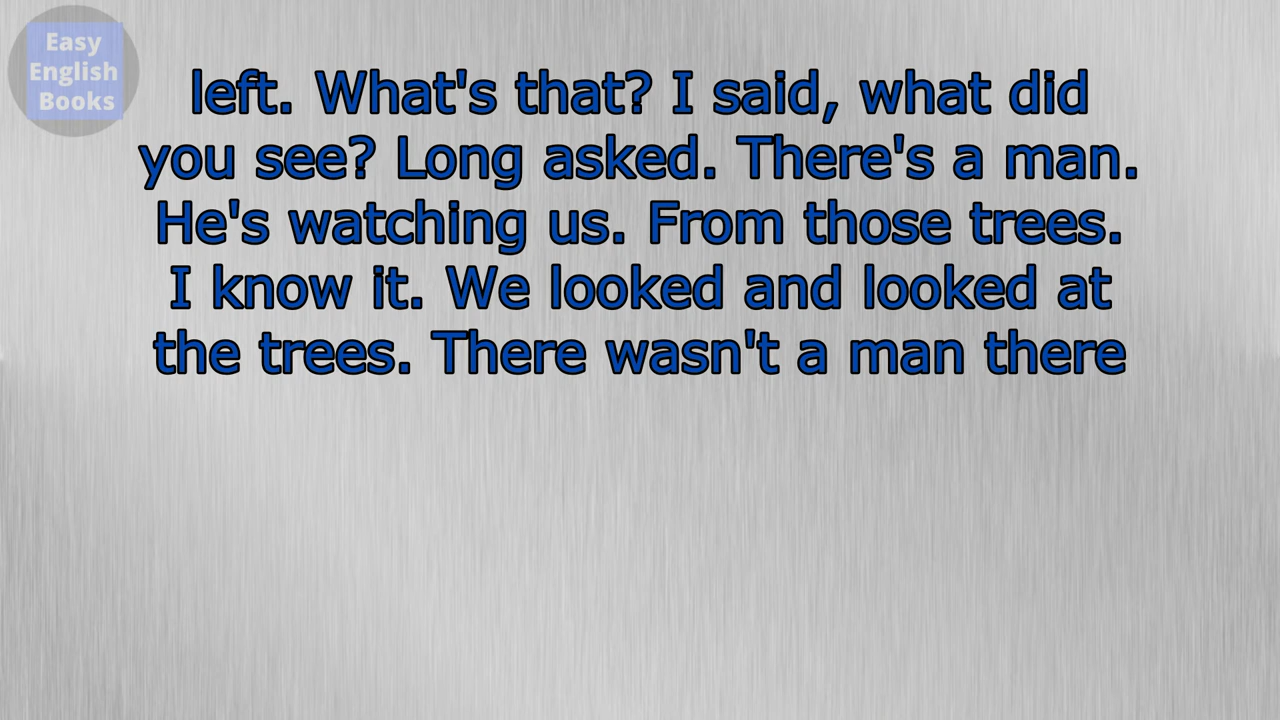 Easy
English
Books
left. What's that? I said, what did
you see? Long asked. There's a man.
He's watching us. From those trees.
I know it. We looked and looked at
the trees. There wasn't a man there